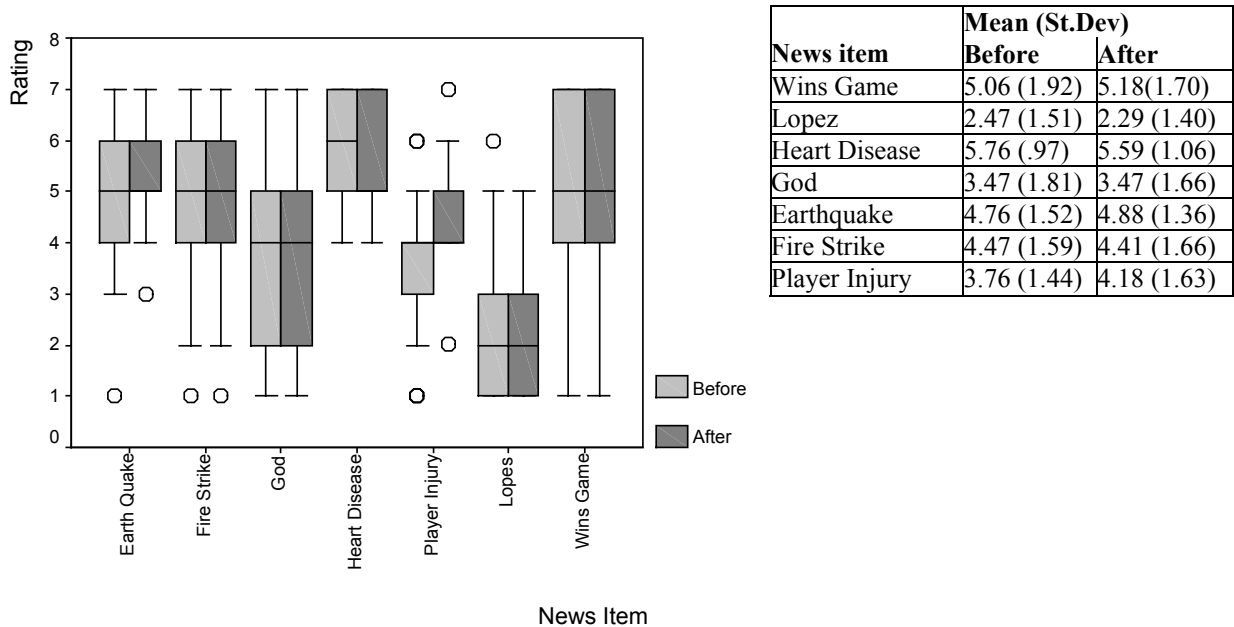 Rating
8
7
6
5
4
3
2
1
0
Earth Quake
Fire Strike
God
Heart Disease
Player Injury
Lopes
Wins Game
News Item
Before
After
Mean (St.Dev)
News item Before After
Wins Game 5.06 (1.92) 5.18(1.70)
Lopez 2.47 (1.51) 2.29 (1.40)
Heart Disease 5.76 (.97) 5.59 (1.06)
God 3.47 (1.81) 3.47 (1.66)
Earthquake 4.76 (1.52) 4.88 (1.36)
Fire Strike 4.47 (1.59) 4.41 (1.66)
Player Injury 3.76 (1.44) 4.18 (1.63)